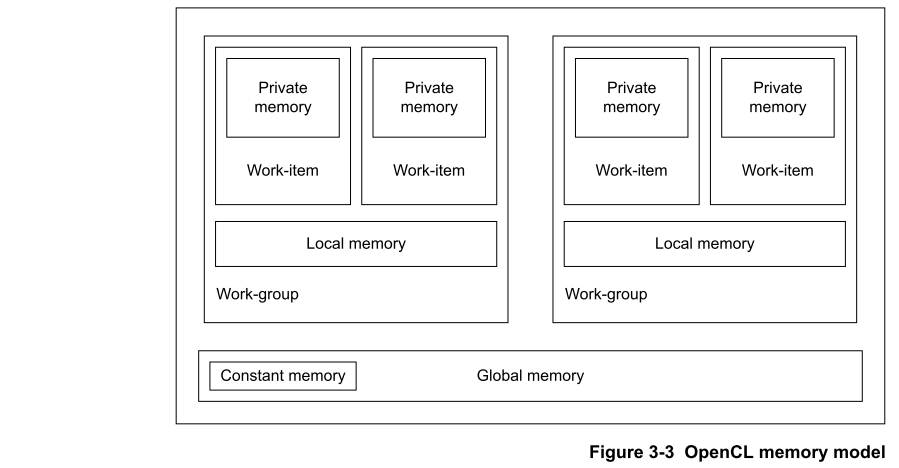 Private
memory
Private
memory
Work-item
Work-item
Local memory
Work-group
Private
memory
Private
memory
Work-item
Work-item
Local memory
Work-group
Constant memory
Global memory
Figure 3-3 OpenCL memory model